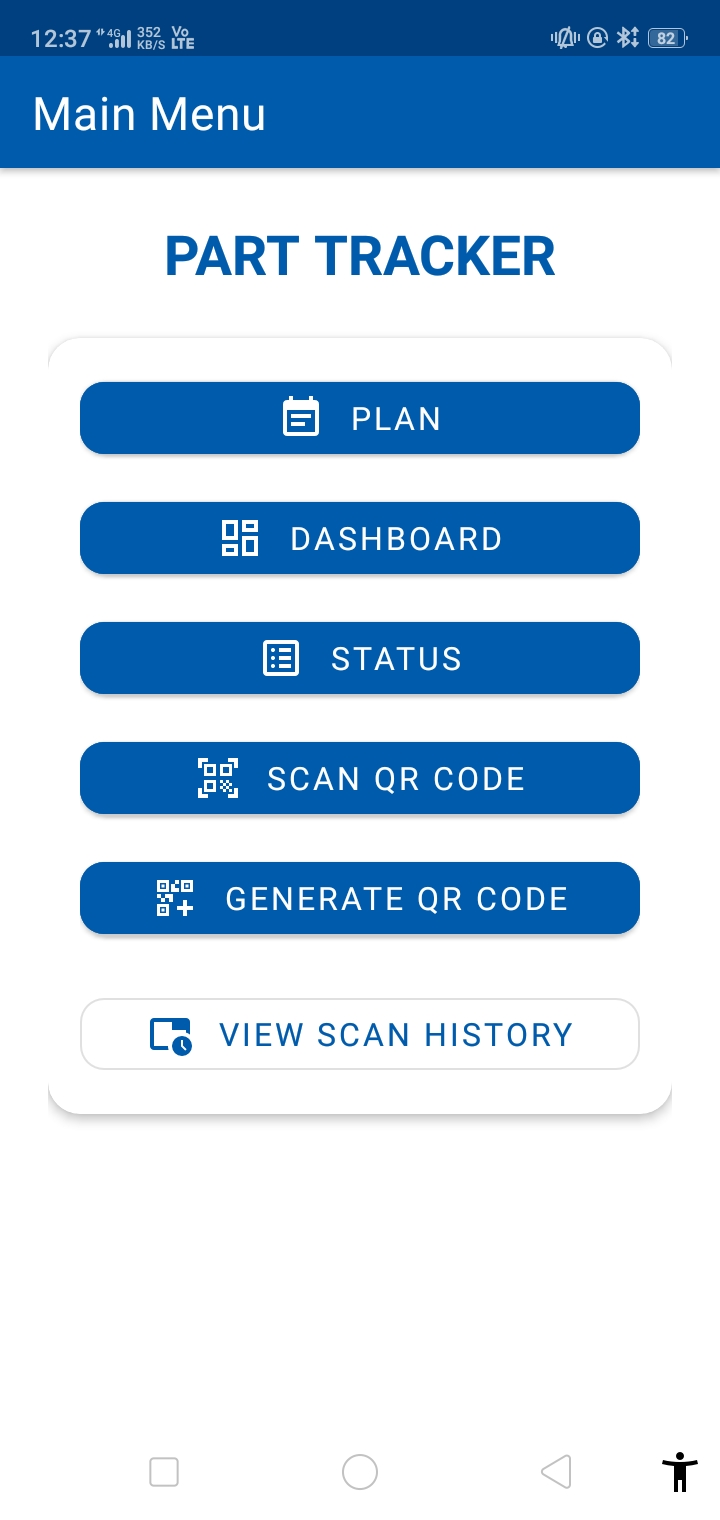 12:37 4G 352 KB/S Vo LTE 82
Main Menu
PART TRACKER
PLAN
DASHBOARD
STATUS
SCAN QR CODE
GENERATE QR CODE
VIEW SCAN HISTORY